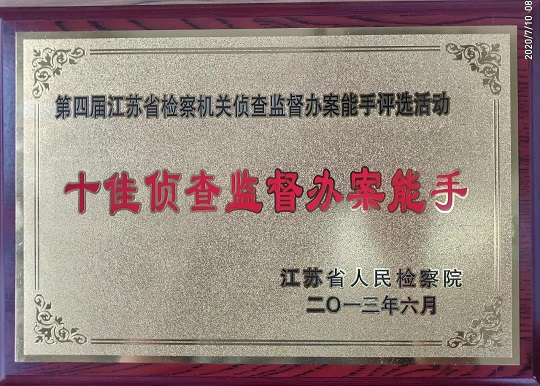 第四届江苏省检察机关侦查监督办案能手评选活动
十佳侦查监督办案能手
江苏省人民检察院
二〇一三年六月
2020/7/10 08